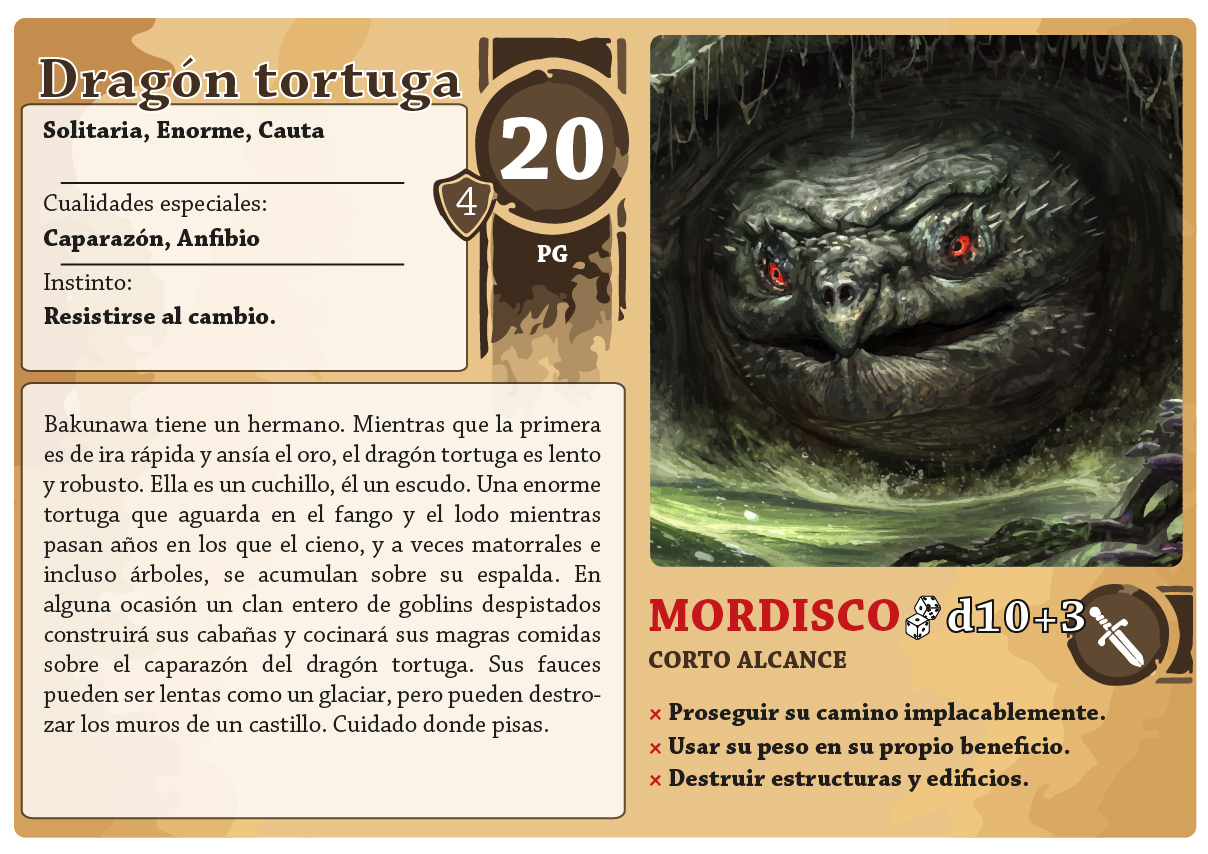 Dragón tortuga
Solitaria, Enorme, Cauta
Cualidades especiales:
Caparazón, Anfibio
Instinto:
Resistirse al cambio.
20
4
PG
Bakunawa tiene un hermano. Mientras que la primera
es de ira rápida y ansía el oro, el dragón tortuga es lento
y robusto. Ella es un cuchillo, él un escudo. Una enorme
tortuga que aguarda en el fango y el lodo mientras
pasan años en los que el cieno, y a veces matorrales e
incluso árboles, se acumulan sobre su espalda. En
alguna ocasión un clan entero de goblins despistados
construirá sus cabañas y cocinará sus magras comidas
sobre el caparazón del dragón tortuga. Sus fauces
pueden ser lentas como un glaciar, pero pueden destro-
zar los muros de un castillo. Cuidado donde pisas.
MORDISCO d10+3
CORTO ALCANCE
× Proseguir su camino implacablemente.
× Usar su peso en su propio beneficio.
× Destruir estructuras y edificios.